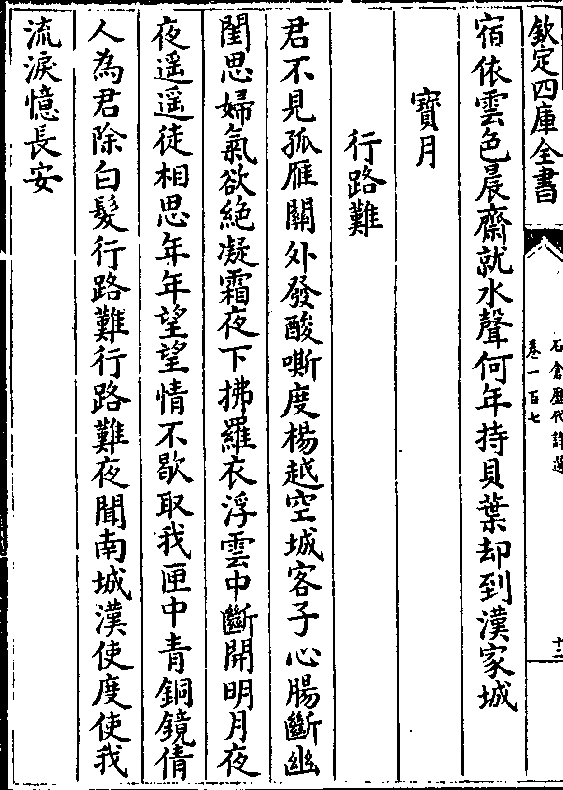 欽定四庫全書
石倉歷代詩選
卷一百七
十二
宿依雲色晨齋就水聲何年持貝葉却到漢家城
寳月
行路難
君不見孤雁關外發酸嘶度楊越空城客子心腸斷幽
閨思婦氣欲絶凝霜夜下拂羅衣浮雲中斷開明月夜
夜遥遥徒相思年年望望情不歇取我匣中青銅鏡倩
人為君除白髮行路難行路難夜聞南城漢使度使我
流淚憶長安